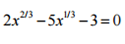 2x^{2/3} − 5x^{1/3} − 3 = 0